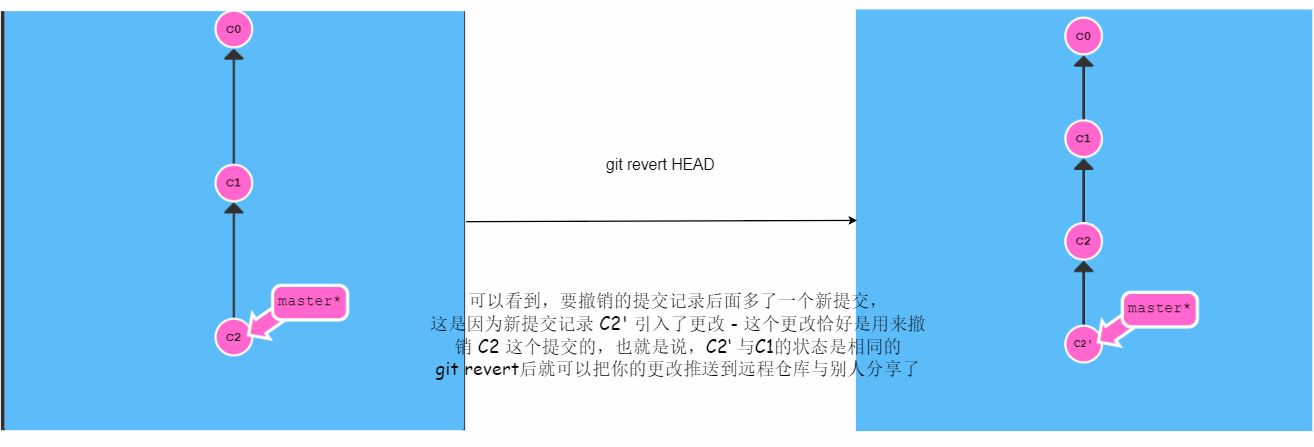 C0
C1
C2
master*
git revert HEAD
可以看到，要撤销的提交记录后面多了一个新提交，
这是因为新提交记录 C2' 引入了更改 - 这个更改恰好是用来撤
销 C2 这个提交的，也就是说，C2' 与C1的状态是相同的
git revert后就可以把你的更改推送到远程仓库与别人分享了
C0
C1
C2
C2'
master*